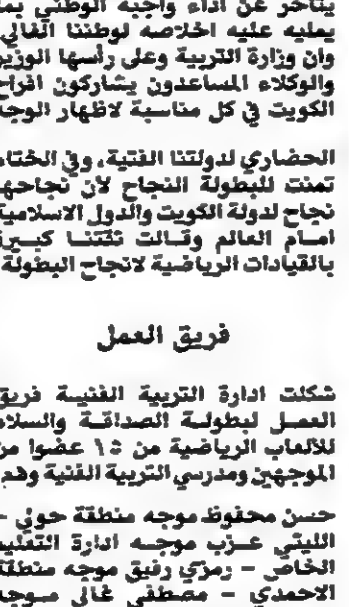 يتأخر عن اداء واجبه الوطني بما
يمليه عليه اخلاصه لوطننا الغالي
وان وزارة التربية وعلى رأسها الوزير
والوكلاء المساعدون يشاركون افراح
الكويت في كل مناسبة لاظهار الوجه
الحضاري لدولتنا الفتية، وفي الختام
تمنت للبطولة النجاح لأن نجاحها
نجاح لدولة الكويت والدول الاسلامية
امام العالم وقالت ثقتنا كبيرة
بالقيادات الرياضية لانجاح البطولة
فريق العمل
شكلت ادارة التربية الفنية فريق
العمل لبطولة الصداقة والسلام
للألعاب الرياضية من ١٥ عضوا من
الموجهين ومدرسي التربية الفنية وهم
حسن محفوظ موجه منطقة حولي -
الليثي عزب موجه ادارة التعليم
الخاص - رمزي رفيق موجه منطقة
الاحمدي - مصطفى غالي موجه